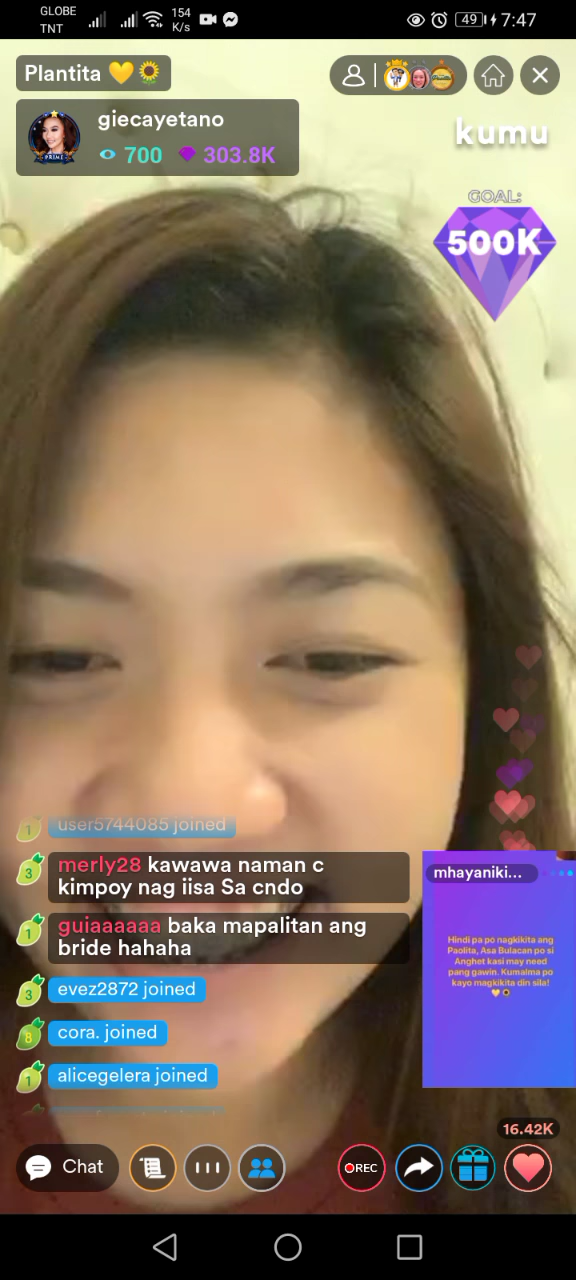 GLOBE
TNT
154
K/s
49
7:47
Plantita 💛🌻
giecayetano
PRIME
700
303.8K
kumu
GOAL:
500K
1 user5744085 joined
3 merly28 kawawa naman c
kimpoy nag iisa Sa cndo
1 guiaaaaaa baka mapalitan ang
bride hahaha
3 evez2872 joined
8 cora. joined
1 alicegelera joined
mhayaniki...
Hindi pa po nagkikita ang
Paolita, Asa Bulacan po si
Anghet kasi may need
pang gawin. Kumalma po
kayo magkikita din sila!
💛🌻
16.42K
Chat
REC